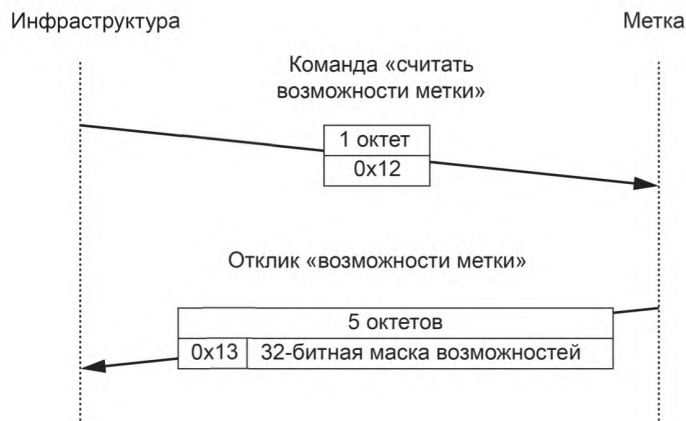 Инфраструктура
Метка
Команда «считать
возможности метки»
1 октет
0x12
Отклик «возможности метки»
5 октетов
0x13 32-битная маска возможностей